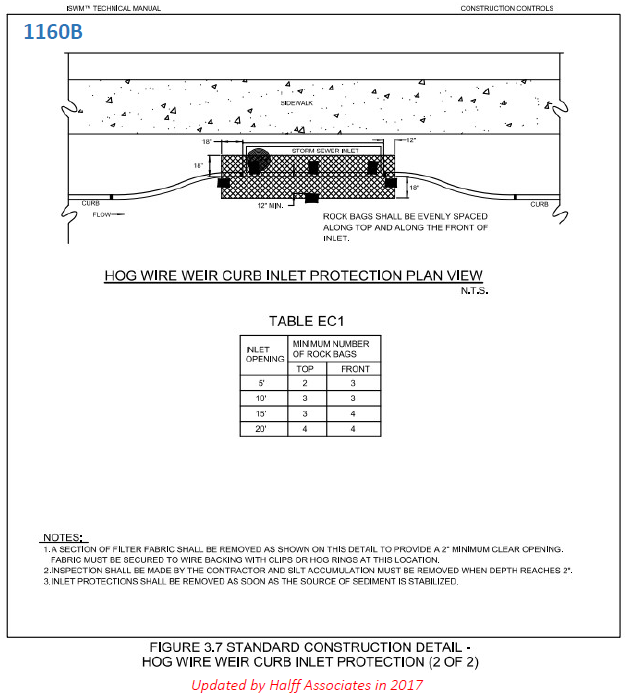 iSWM™ TECHNICAL MANUAL
CONSTRUCTION CONTROLS
1160B
SIDEWALK
18"
12"
STORM SEWER INLET
18"
18"
CURB
12" MIN.
CURB
FLOW
ROCK BAGS SHALL BE EVENLY SPACED
ALONG TOP AND ALONG THE FRONT OF
INLET.
HOG WIRE WEIR CURB INLET PROTECTION PLAN VIEW
N.T.S.
TABLE EC1
INLET OPENING MINIMUM NUMBER OF ROCK BAGS
TOP FRONT
5' 2 3
10' 3 3
15' 3 4
20' 4 4
NOTES:
1.A SECTION OF FILTER FABRIC SHALL BE REMOVED AS SHOWN ON THIS DETAIL TO PROVIDE A 2" MINIMUM CLEAR OPENING.
FABRIC MUST BE SECURED TO WIRE BACKING WITH CLIPS OR HOG RINGS AT THIS LOCATION.
2.INSPECTION SHALL BE MADE BY THE CONTRACTOR AND SILT ACCUMULATION MUST BE REMOVED WHEN DEPTH REACHES 2".
3.INLET PROTECTIONS SHALL BE REMOVED AS SOON AS THE SOURCE OF SEDIMENT IS STABILIZED.
FIGURE 3.7 STANDARD CONSTRUCTION DETAIL -
HOG WIRE WEIR CURB INLET PROTECTION (2 OF 2)
Updated by Halff Associates in 2017